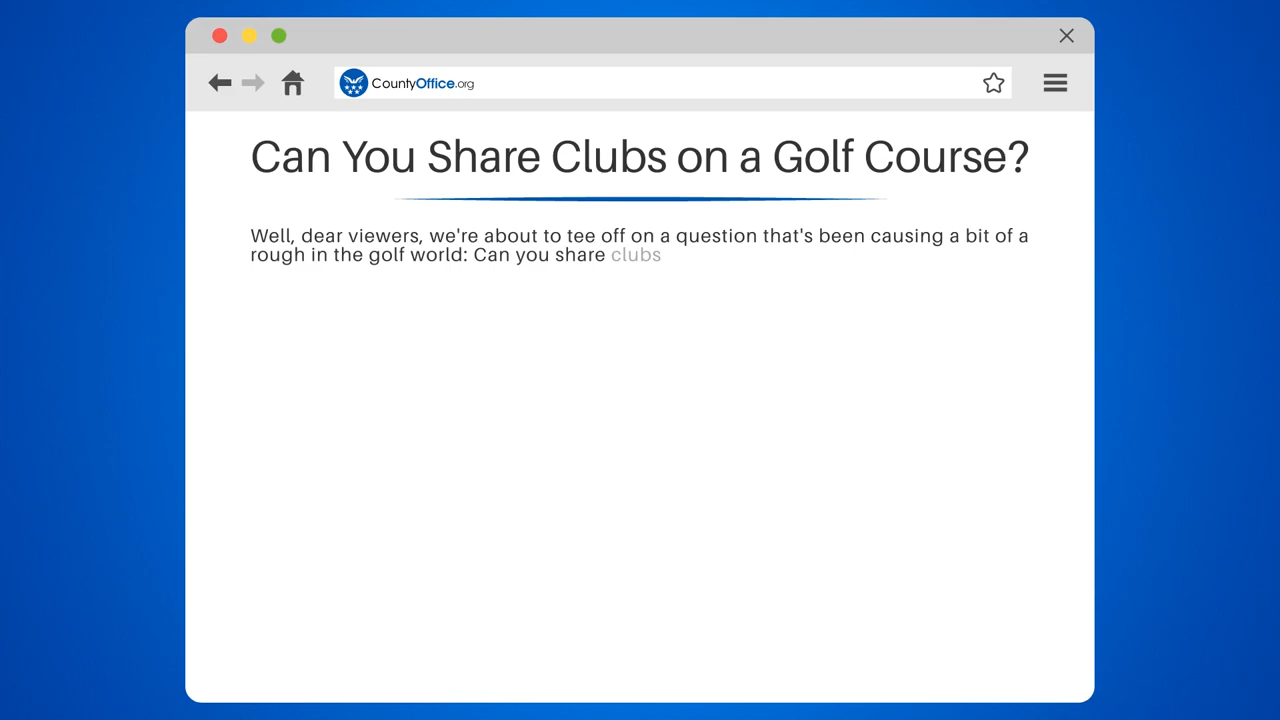 CountyOffice.org
Can You Share Clubs on a Golf Course?
Well, dear viewers, we're about to tee off on a question that's been causing a bit of a
rough in the golf world: Can you share clubs